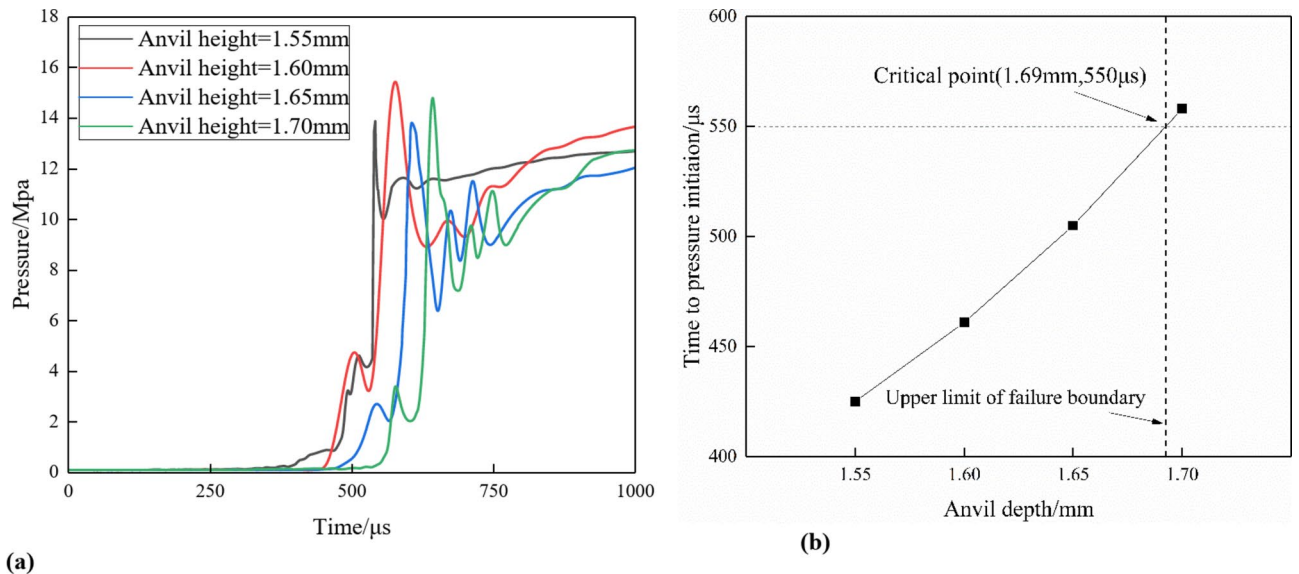 18
16
14
12
10
8
6
4
2
0
Pressure/Mpa
Anvil height=1.55mm
Anvil height=1.60mm
Anvil height=1.65mm
Anvil height=1.70mm
0
250
500
750
1000
Time/μs
(a)
600
550
500
450
400
Time to pressure initiaion/μs
Critical point(1.69mm,550μs)
Upper limit of failure boundary
1.55
1.60
1.65
1.70
Anvil depth/mm
(b)